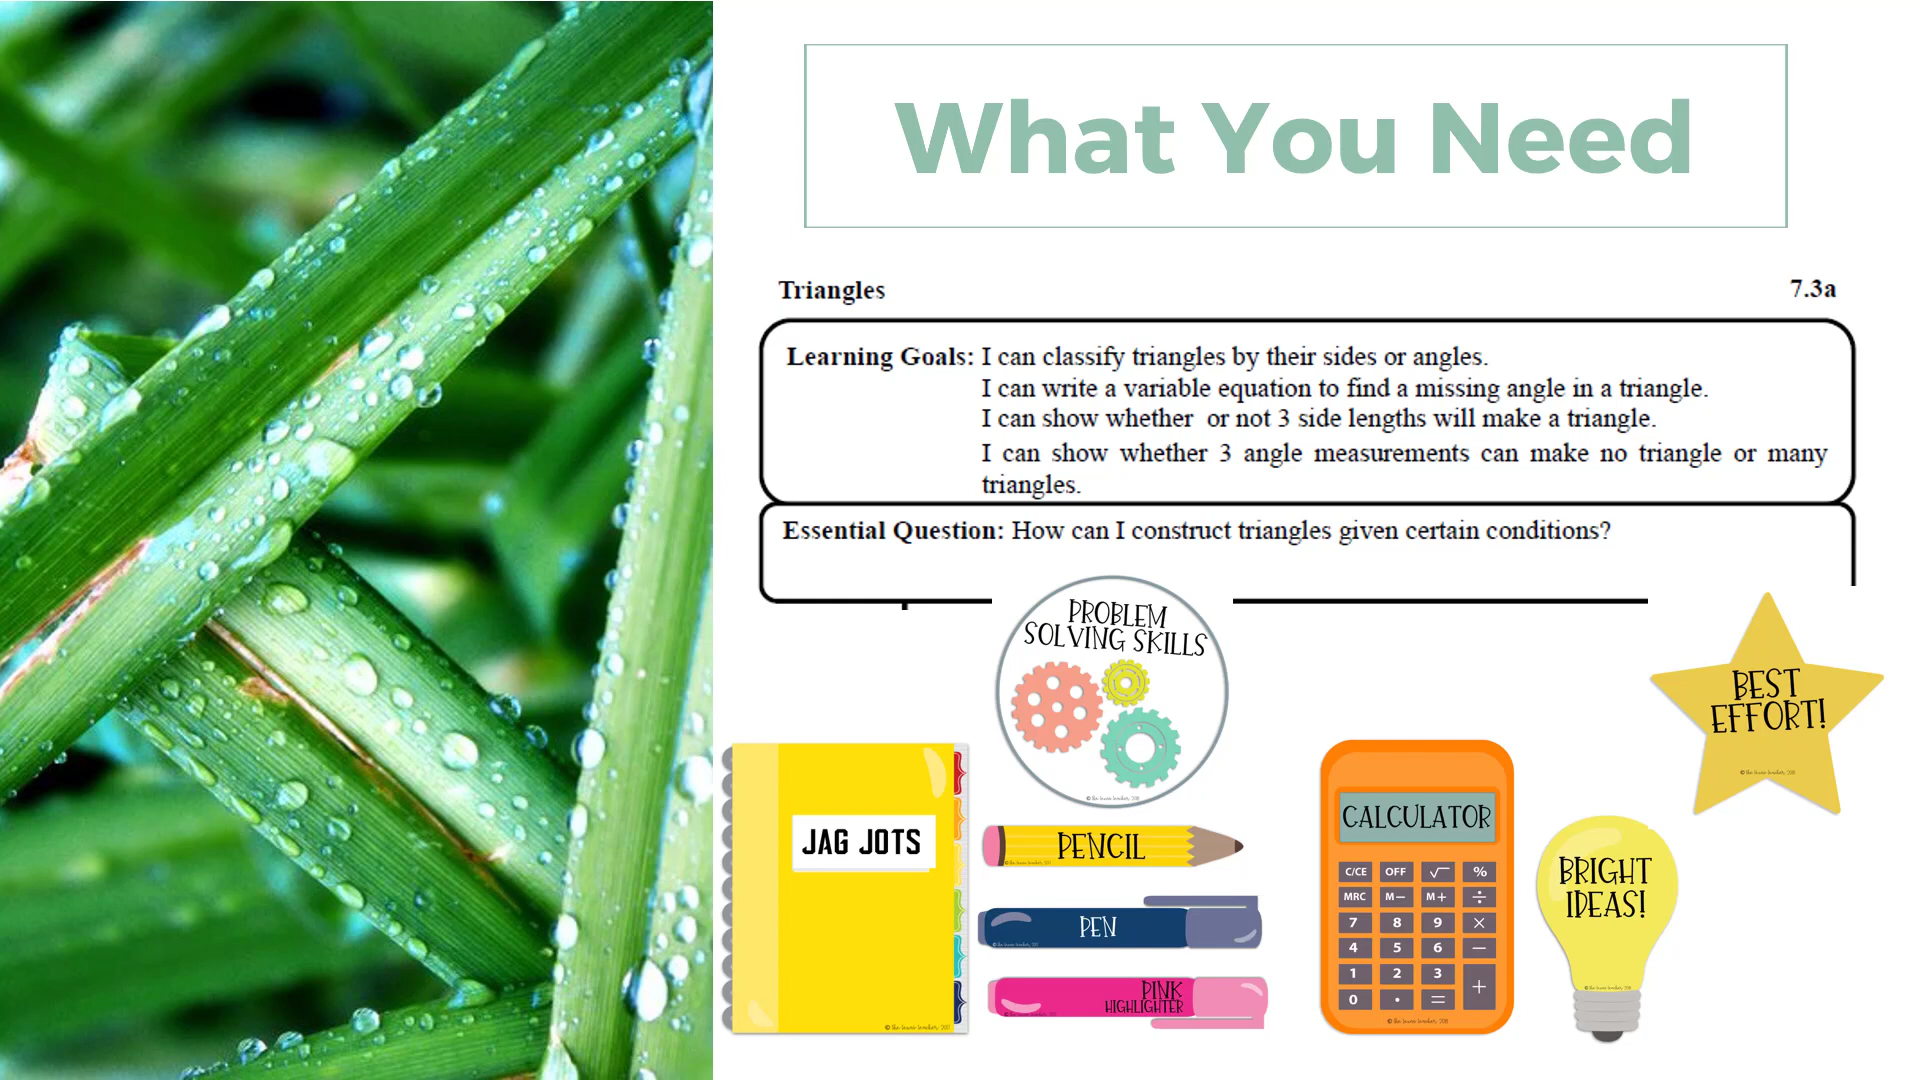 What You Need
Triangles 7.3a
Learning Goals: I can classify triangles by their sides or angles.
I can write a variable equation to find a missing angle in a triangle.
I can show whether or not 3 side lengths will make a triangle.
I can show whether 3 angle measurements can make no triangle or many
triangles.
Essential Question: How can I construct triangles given certain conditions?
PROBLEM
SOLVING SKILLS
BEST
EFFORT!
JAG JOTS
PENCIL
PEN
PINK
HIGHLIGHTER
CALCULATOR
C/CE OFF √ %
MRC M− M+ ÷
7 8 9 ×
4 5 6 −
1 2 3 +
0 . =
BRIGHT
IDEAS!